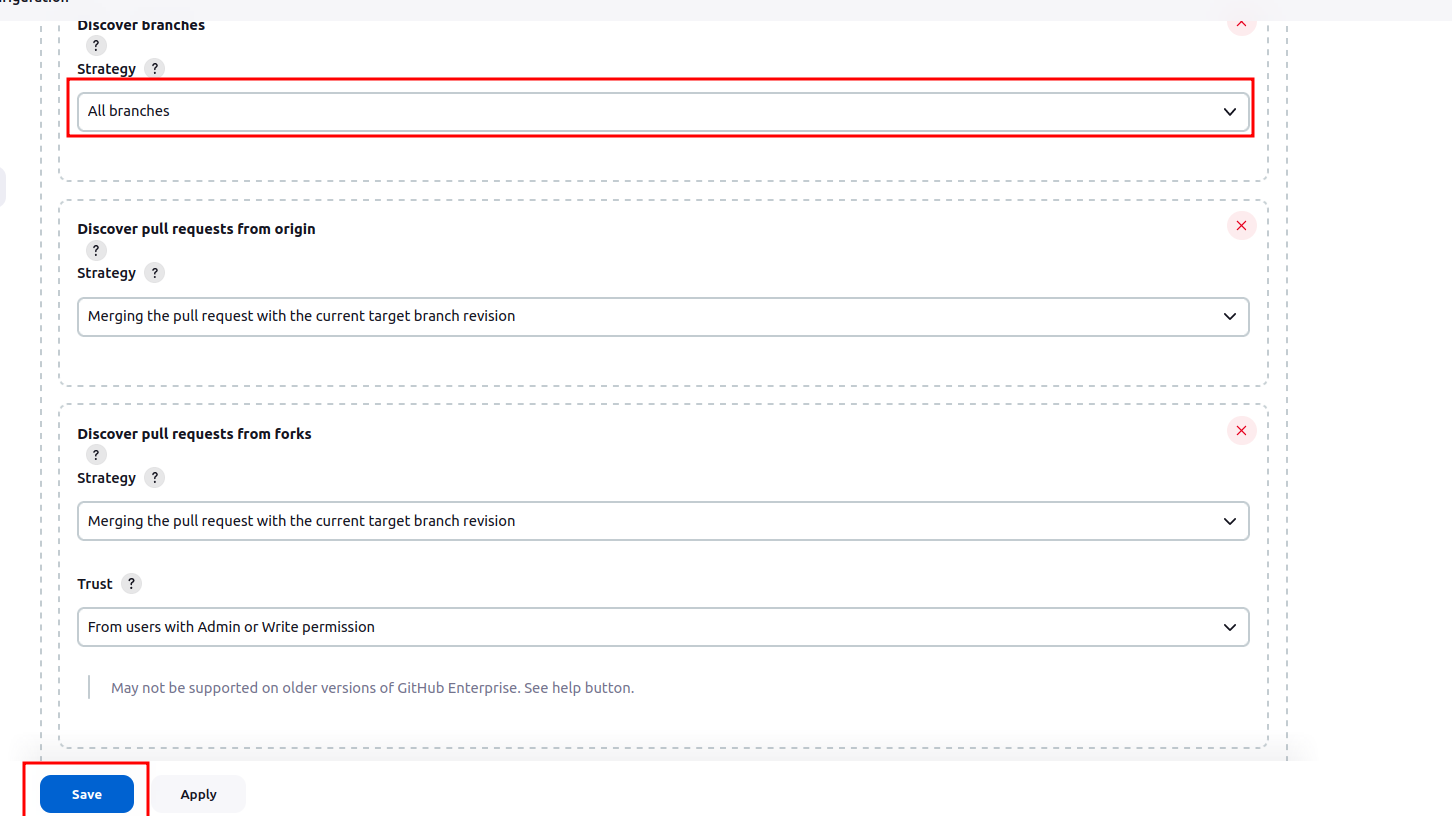 Discover branches
?
Strategy ?
All branches
Discover pull requests from origin
?
Strategy ?
Merging the pull request with the current target branch revision
Discover pull requests from forks
?
Strategy ?
Merging the pull request with the current target branch revision
Trust ?
From users with Admin or Write permission
May not be supported on older versions of GitHub Enterprise. See help button.
Save Apply